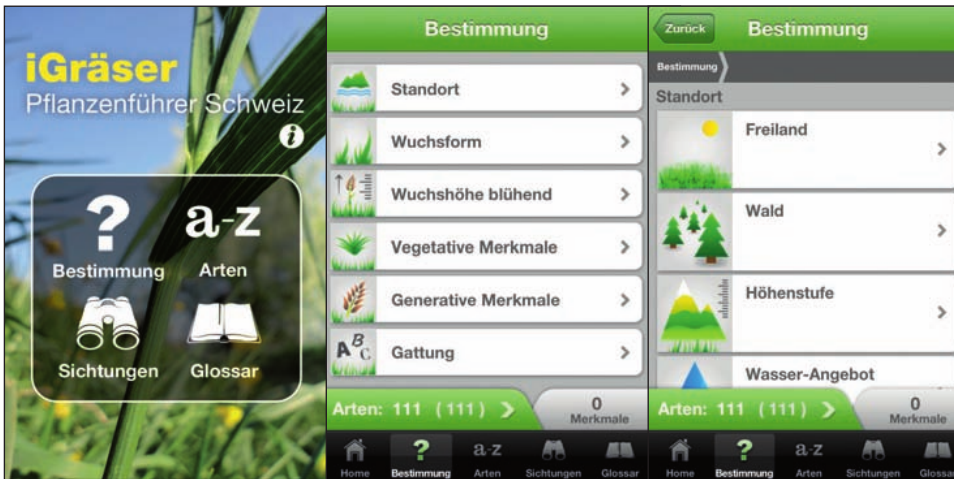 iGräser
Pflanzenführer Schweiz
i
?
a-z
Bestimmung
Arten
Sichtungen
Glossar
Bestimmung
Standort
Wuchsform
Wuchshöhe blühend
Vegetative Merkmale
Generative Merkmale
A B C
Gattung
Arten: 111 (111)
0
Merkmale
?
a-z
Home
Bestimmung
Arten
Sichtungen
Glossar
Zurück
Bestimmung
Bestimmung
Standort
Freiland
Wald
Höhenstufe
Wasser-Angebot
Arten: 111 (111)
0
Merkmale
?
a-z
Home
Bestimmung
Arten
Sichtungen
Glossar